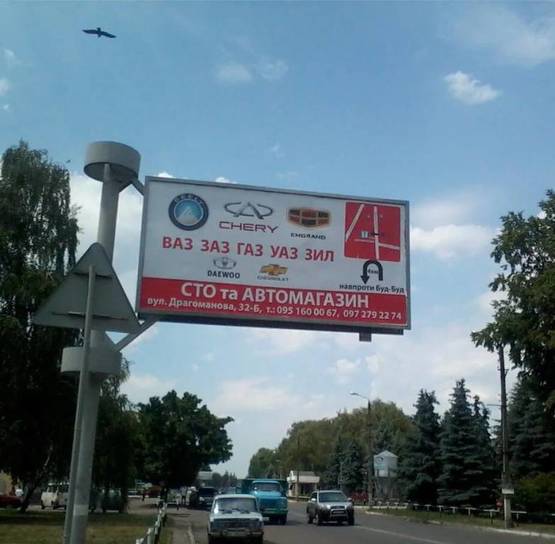 GEELY
CHERY
EMGRAND
ВАЗ ЗАЗ ГАЗ УАЗ ЗИЛ
DAEWOO
CHEVROLET
навпроти Буд-Буд
СТО та АВТОМАГАЗИН
вул. Драгоманова, 32-Б, т.: 095 160 00 67, 097 279 22 74